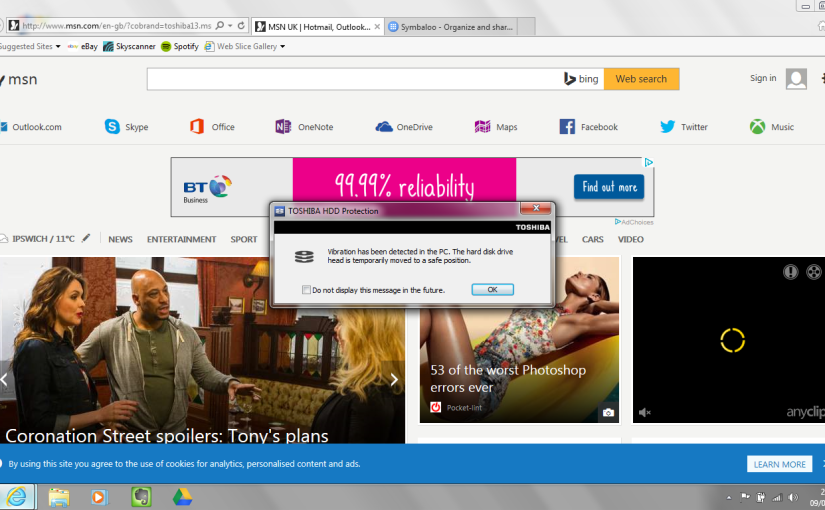 http://www.msn.com/en-gb/?cobrand=toshiba13.ms
MSN UK | Hotmail, Outlook...
Symbaloo - Organize and shar...
Suggested Sites
eBay
Skyscanner
Spotify
Web Slice Gallery
msn
bing
Web search
Sign in
Outlook.com
Skype
Office
OneNote
OneDrive
Maps
Facebook
Twitter
Music
BT
Business
99.99% reliability
Find out more
AdChoices
TOSHIBA HDD Protection
TOSHIBA
Vibration has been detected in the PC. The hard disk drive
head is temporarily moved to a safe position.
Do not display this message in the future.
OK
IPSWICH / 11°C
NEWS
ENTERTAINMENT
SPORT
CARS
VIDEO
53 of the worst Photoshop
errors ever
Pocket-lint
anyclip
Coronation Street spoilers: Tony's plans
By using this site you agree to the use of cookies for analytics, personalised content and ads.
LEARN MORE